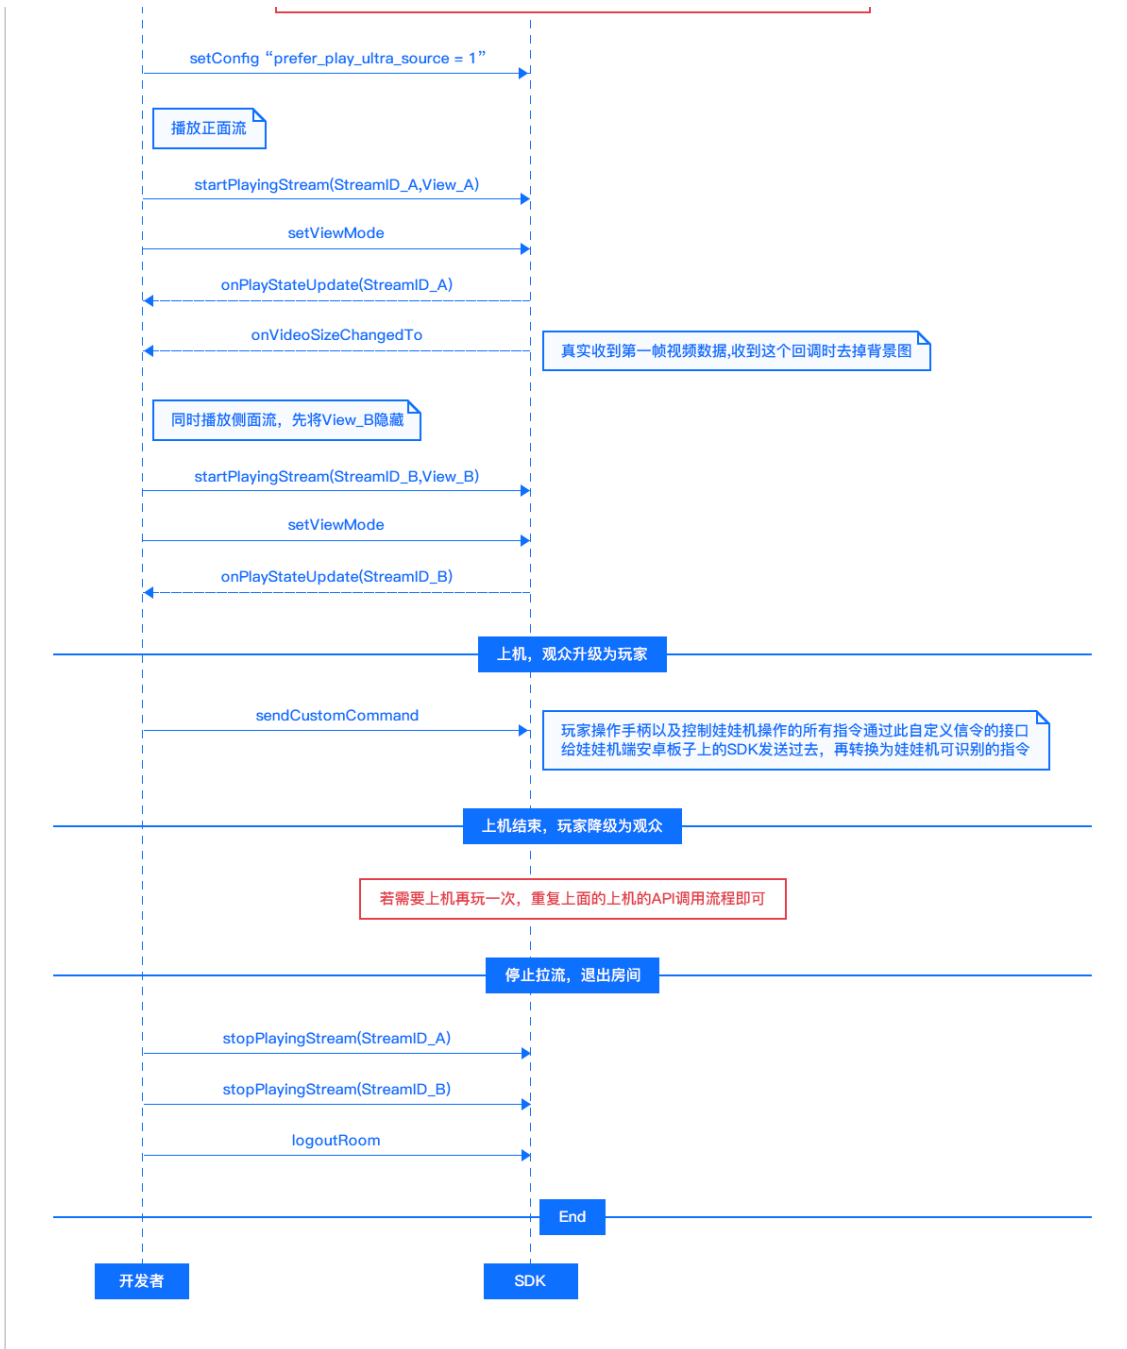 setConfig “prefer_play_ultra_source = 1”
播放正面流
startPlayingStream(StreamID_A,View_A)
setViewMode
onPlayStateUpdate(StreamID_A)
onVideoSizeChangedTo
真实收到第一帧视频数据,收到这个回调时去掉背景图
同时播放侧面流，先将View_B隐藏
startPlayingStream(StreamID_B,View_B)
setViewMode
onPlayStateUpdate(StreamID_B)
上机，观众升级为玩家
sendCustomCommand
玩家操作手柄以及控制娃娃机操作的所有指令通过此自定义信令的接口
给娃娃机端安卓板子上的SDK发送过去，再转换为娃娃机可识别的指令
上机结束，玩家降级为观众
若需要上机再玩一次，重复上面的上机的API调用流程即可
停止拉流，退出房间
stopPlayingStream(StreamID_A)
stopPlayingStream(StreamID_B)
logoutRoom
End
开发者
SDK